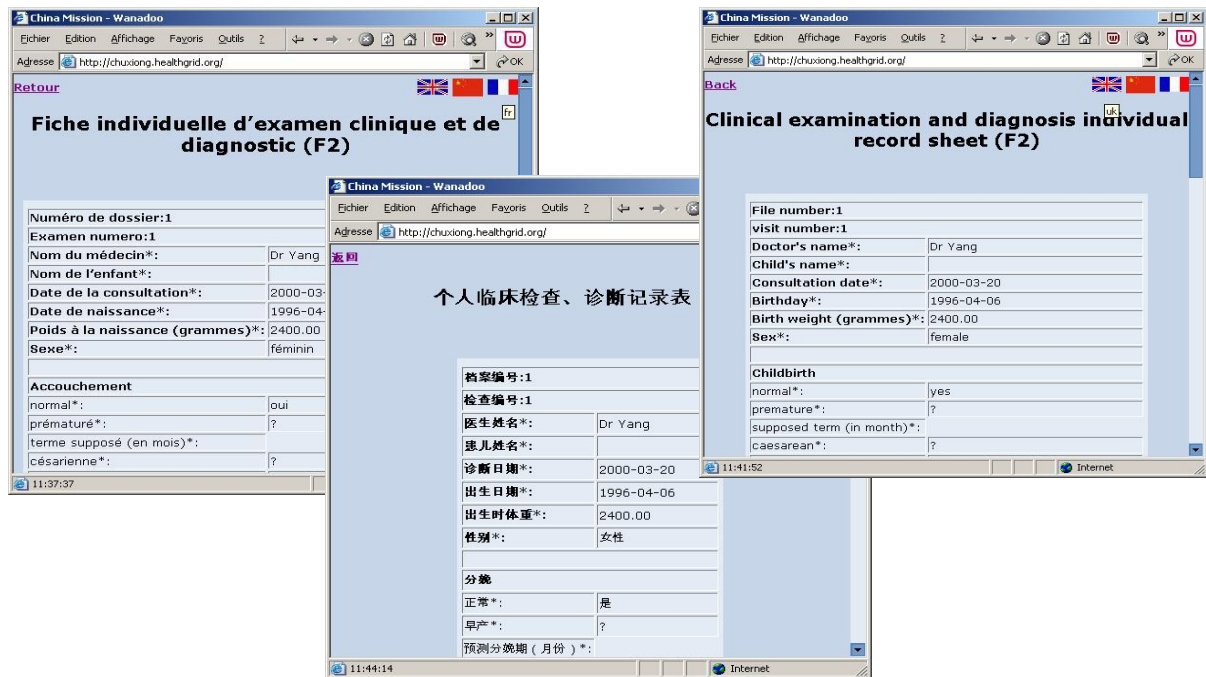 China Mission - Wanadoo
Fichier Edition Affichage Favoris Outils ?
Adresse http://chuxiong.healthgrid.org/ OK
Retour
fr
Fiche individuelle d'examen clinique et de
diagnostic (F2)
Numéro de dossier:1
Examen numero:1
Nom du médecin*: Dr Yang
Nom de l'enfant*:
Date de la consultation*: 2000-03-
Date de naissance*: 1996-04-
Poids à la naissance (grammes)*: 2400.00
Sexe*: féminin
Accouchement
normal*: oui
prématuré*: ?
terme supposé (en mois)*:
césarienne*: ?
11:37:37
China Mission - Wanadoo
Fichier Edition Affichage Favoris Outils ?
Adresse http://chuxiong.healthgrid.org/
返回
个人临床检查、诊断记录表
档案编号:1
检查编号:1
医生姓名*: Dr Yang
患儿姓名*:
诊断日期*: 2000-03-20
出生日期*: 1996-04-06
出生时体重*: 2400.00
性别*: 女性
分娩
正常*: 是
早产*: ?
预测分娩期（月份）*:
11:44:14 Internet
China Mission - Wanadoo
Fichier Edition Affichage Favoris Outils ?
Adresse http://chuxiong.healthgrid.org/ OK
Back
uk
Clinical examination and diagnosis individual
record sheet (F2)
File number:1
visit number:1
Doctor's name*: Dr Yang
Child's name*:
Consultation date*: 2000-03-20
Birthday*: 1996-04-06
Birth weight (grammes)*: 2400.00
Sex*: female
Childbirth
normal*: yes
premature*: ?
supposed term (in month)*:
caesarean*: ?
11:41:52 Internet